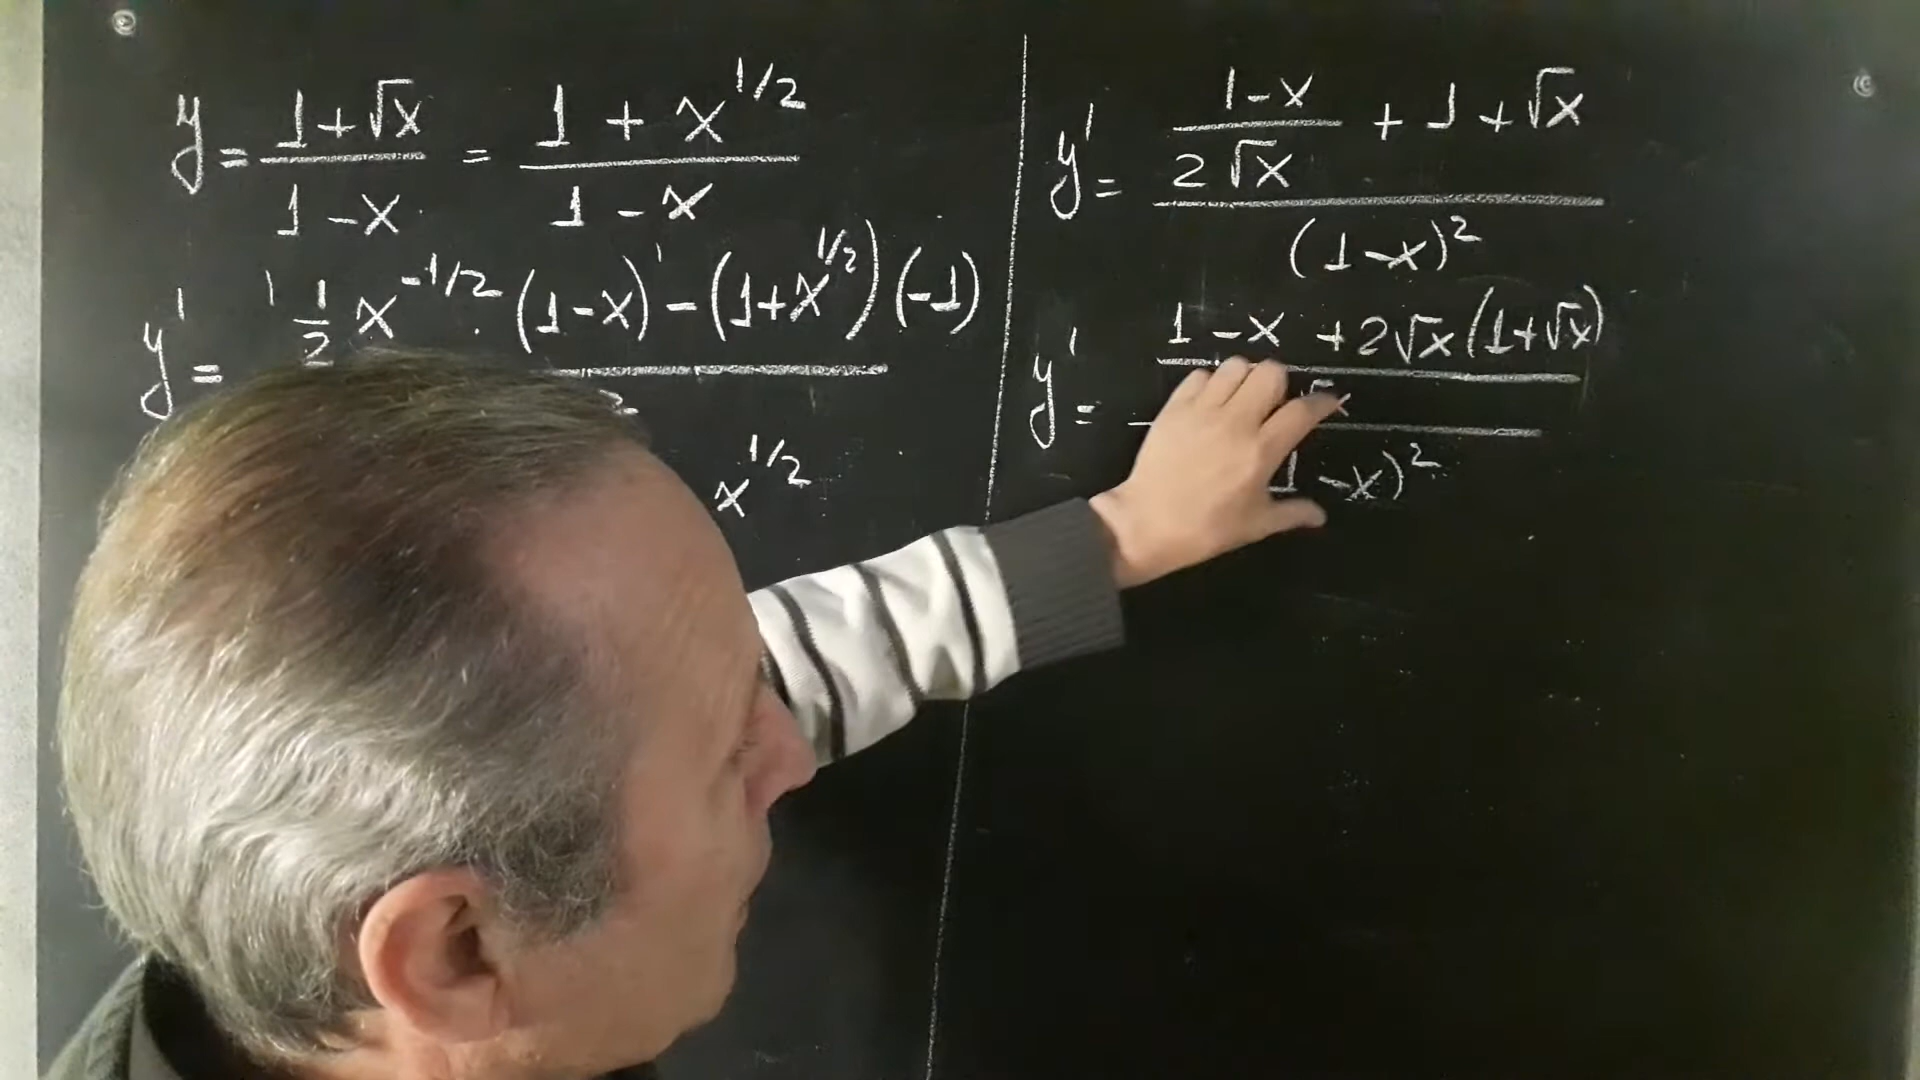 y = (1+√x)/(1-x) = (1 + x^1/2)/(1-x)
y' = (1/2 x^-1/2 · (1-x) - (1+x^1/2)(-1))/
x^1/2
y' = ((1-x)/(2√x) + 1 + √x)/(1-x)²
y' = ((1-x + 2√x(1+√x))/√x)/(1-x)²